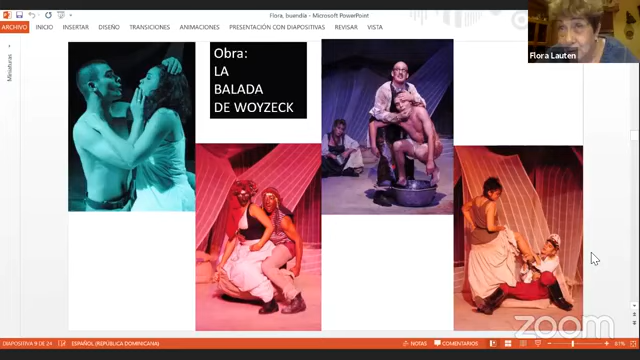 Flora, buendia - Microsoft PowerPoint
ARCHIVO INICIO INSERTAR DISEÑO TRANSICIONES ANIMACIONES PRESENTACIÓN CON DIAPOSITIVAS REVISAR VISTA
Flora Lauten
Miniaturas
Obra:
LA
BALADA
DE WOYZECK
zoom
DIAPOSITIVA 9 DE 24 ESPAÑOL (REPÚBLICA DOMINICANA) NOTAS COMENTARIOS 81%